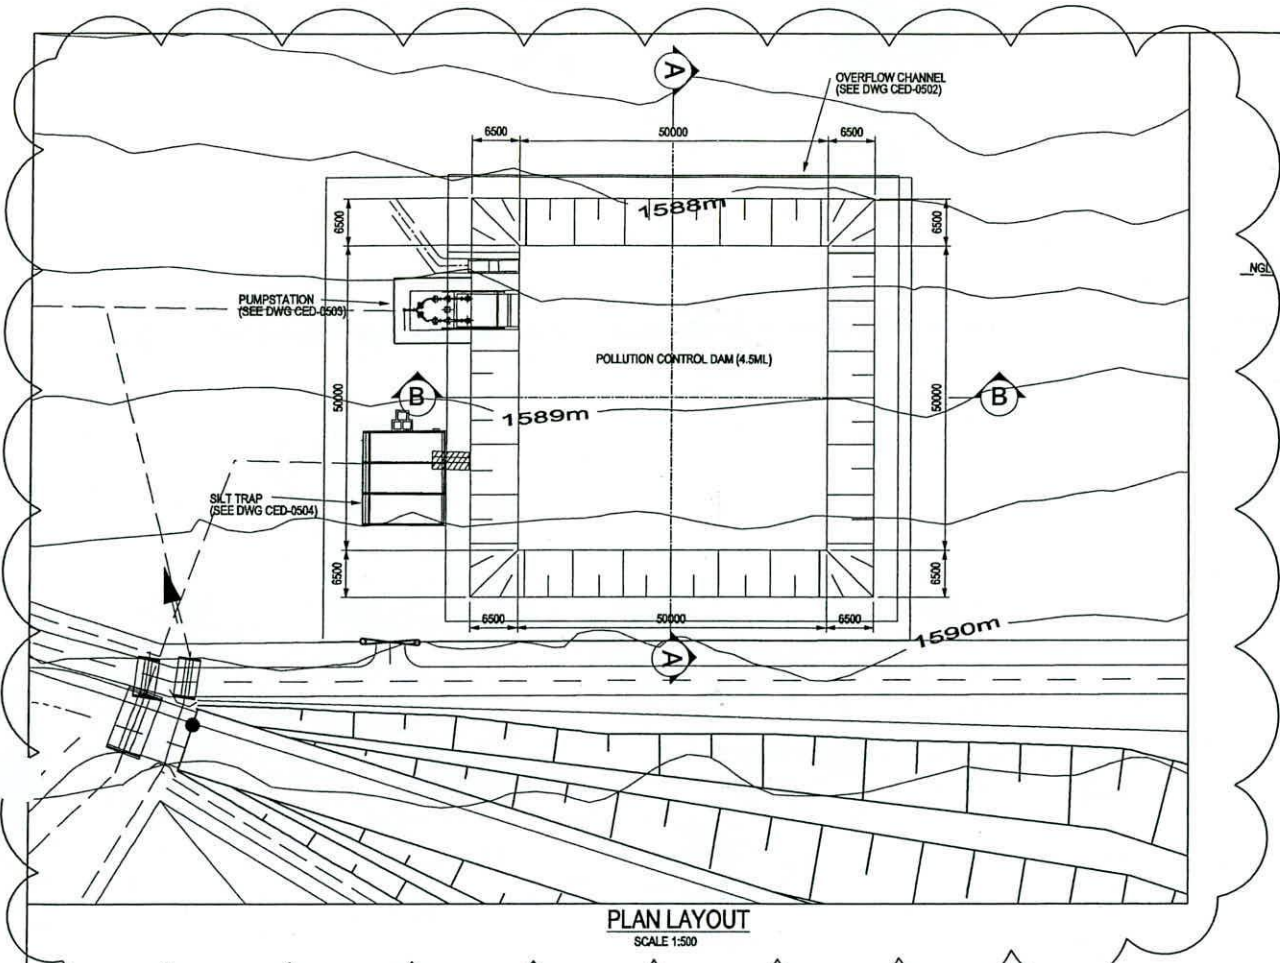 A
OVERFLOW CHANNEL
(SEE DWG CED-0502)
6500
50000
6500
1588m
6500
6500
NGL
PUMPSTATION
(SEE DWG CED-0503)
POLLUTION CONTROL DAM (4.5ML)
50000
B
50000
B
1589m
SILT TRAP
(SEE DWG CED-0504)
6500
6500
6500
50000
6500
1590m
A
PLAN LAYOUT
SCALE 1:500